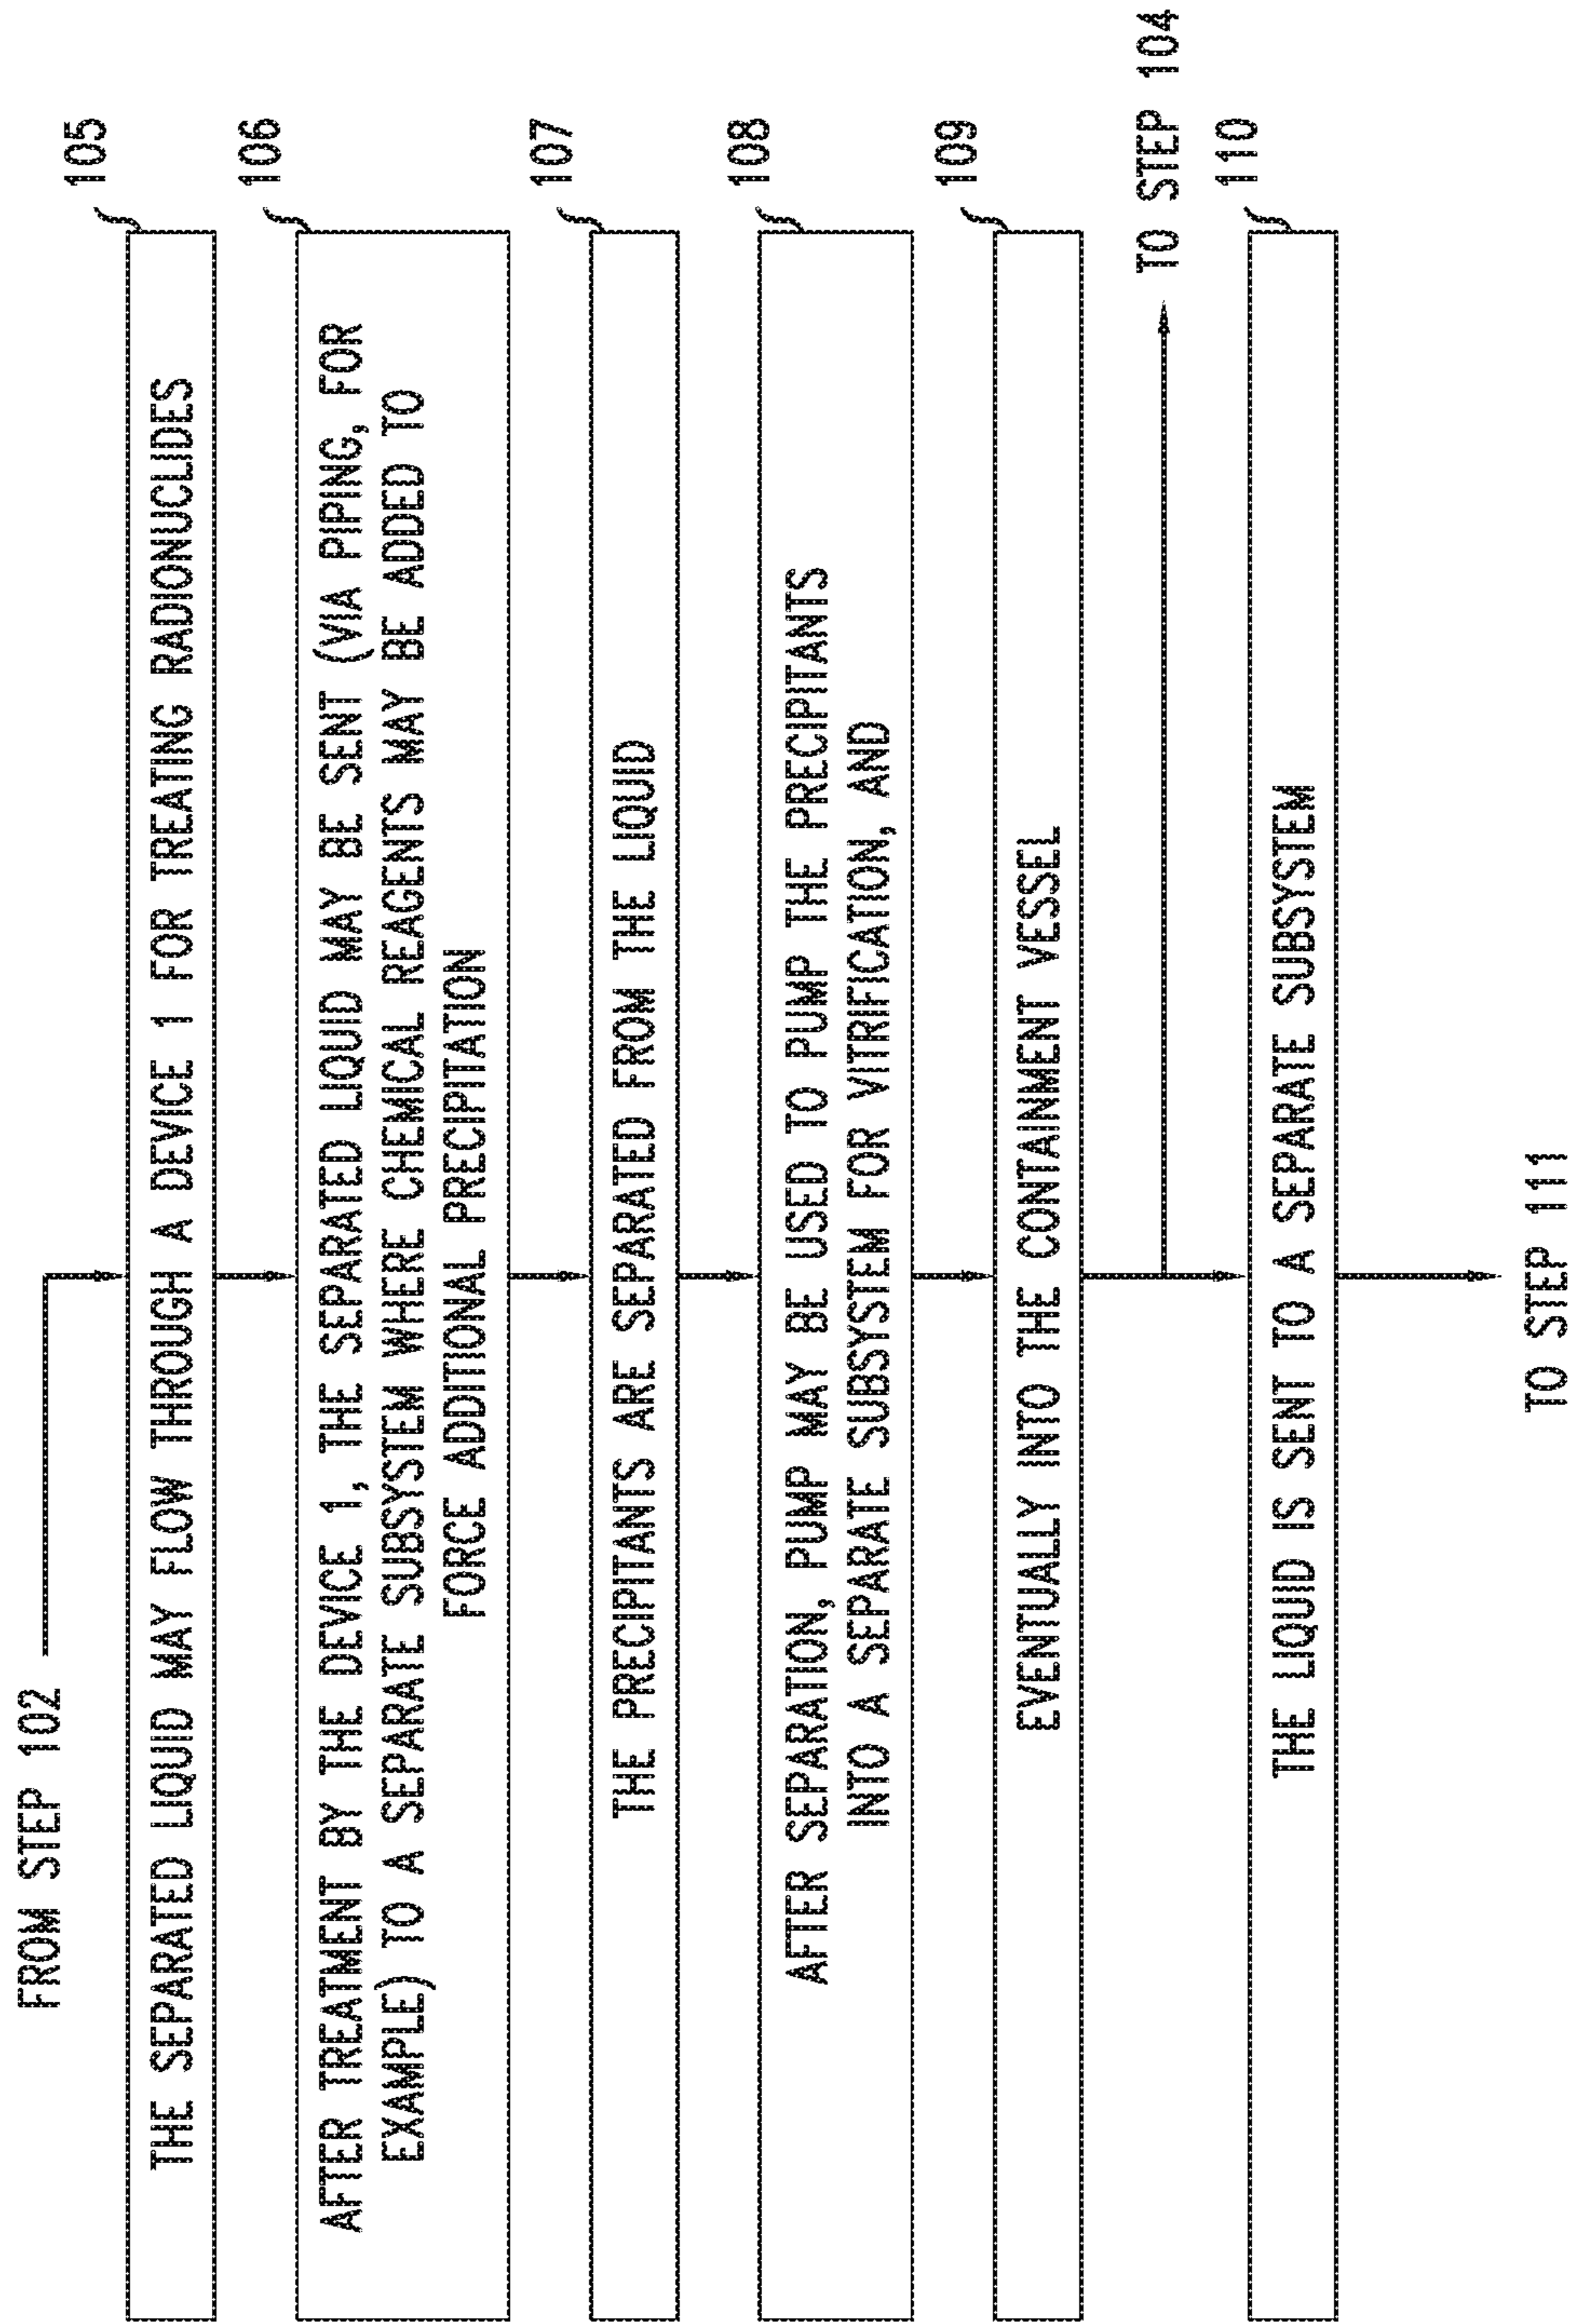 FROM STEP 102
105
THE SEPARATED LIQUID MAY FLOW THROUGH A DEVICE 1 FOR TREATING RADIONUCLIDES
106
AFTER TREATMENT BY THE DEVICE 1, THE SEPARATED LIQUID MAY BE SENT (VIA PIPING, FOR
EXAMPLE) TO A SEPARATE SUBSYSTEM WHERE CHEMICAL REAGENTS MAY BE ADDED TO
FORCE ADDITIONAL PRECIPITATION
107
THE PRECIPITANTS ARE SEPARATED FROM THE LIQUID
108
AFTER SEPARATION, PUMP MAY BE USED TO PUMP THE PRECIPITANTS
INTO A SEPARATE SUBSYSTEM FOR VITRIFICATION, AND
109
EVENTUALLY INTO THE CONTAINMENT VESSEL
TO STEP 104
110
THE LIQUID IS SENT TO A SEPARATE SUBSYSTEM
TO STEP 111